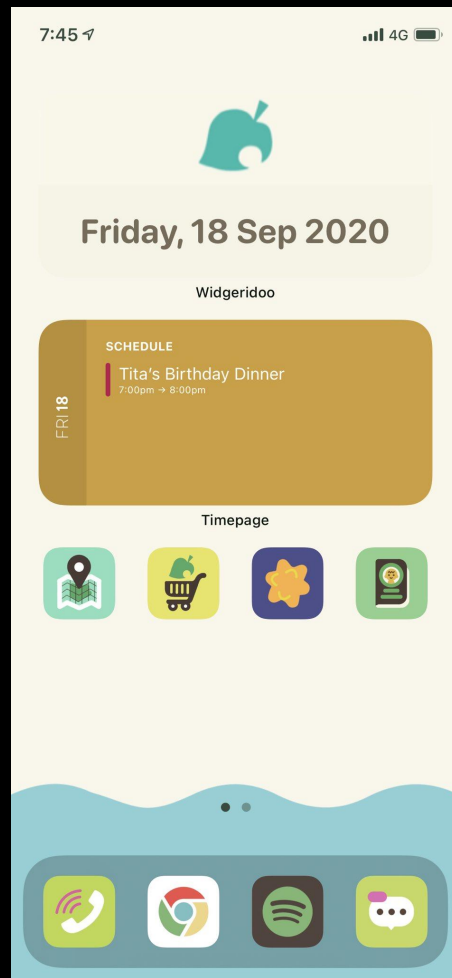 7:45
4G
Friday, 18 Sep 2020
Widgeridoo
SCHEDULE
Tita's Birthday Dinner
7:00pm → 8:00pm
FRI 18
Timepage